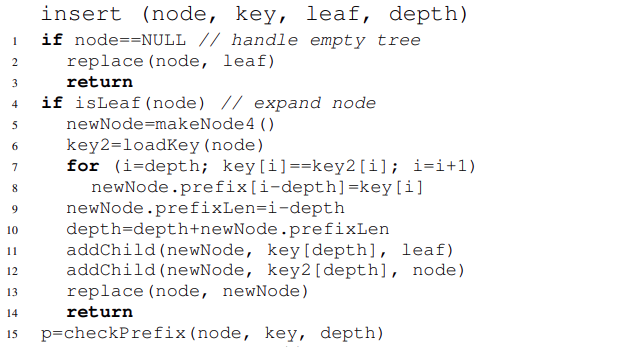 insert (node, key, leaf, depth)
1 if node==NULL // handle empty tree
2 replace(node, leaf)
3 return
4 if isLeaf(node) // expand node
5 newNode=makeNode4()
6 key2=loadKey(node)
7 for (i=depth; key[i]==key2[i]; i=i+1)
8 newNode.prefix[i-depth]=key[i]
9 newNode.prefixLen=i-depth
10 depth=depth+newNode.prefixLen
11 addChild(newNode, key[depth], leaf)
12 addChild(newNode, key2[depth], node)
13 replace(node, newNode)
14 return
15 p=checkPrefix(node, key, depth)